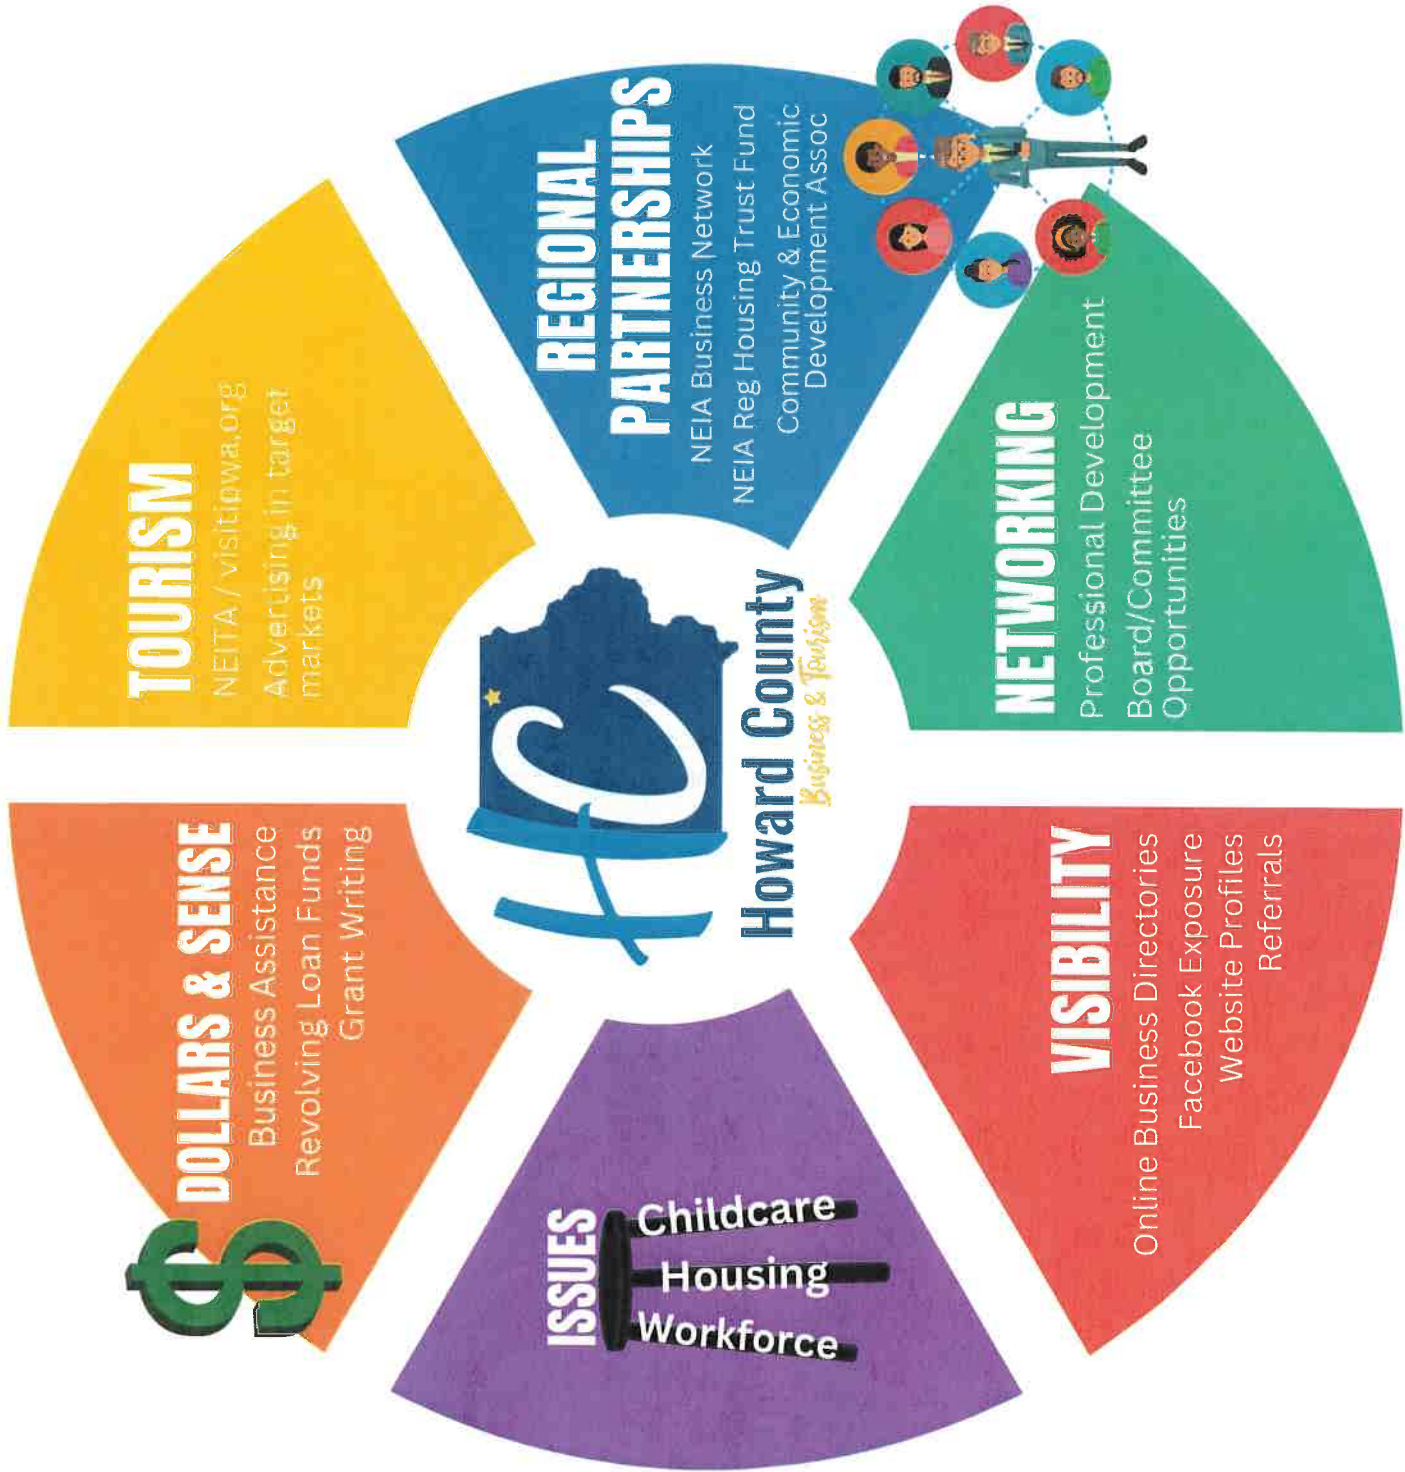 DOLLARS & SENSE
Business Assistance
Revolving Loan Funds
Grant Writing
TOURISM
NEITA / visitiowa.org
Advertising in target
markets
ISSUES
Workforce
Housing
Childcare
HC
Howard County
Business & Tourism
REGIONAL
PARTNERSHIPS
NEIA Business Network
NEIA Reg Housing Trust Fund
Community & Economic
Development Assoc
VISIBILITY
Online Business Directories
Facebook Exposure
Website Profiles
Referrals
NETWORKING
Professional Development
Board/Committee
Opportunities